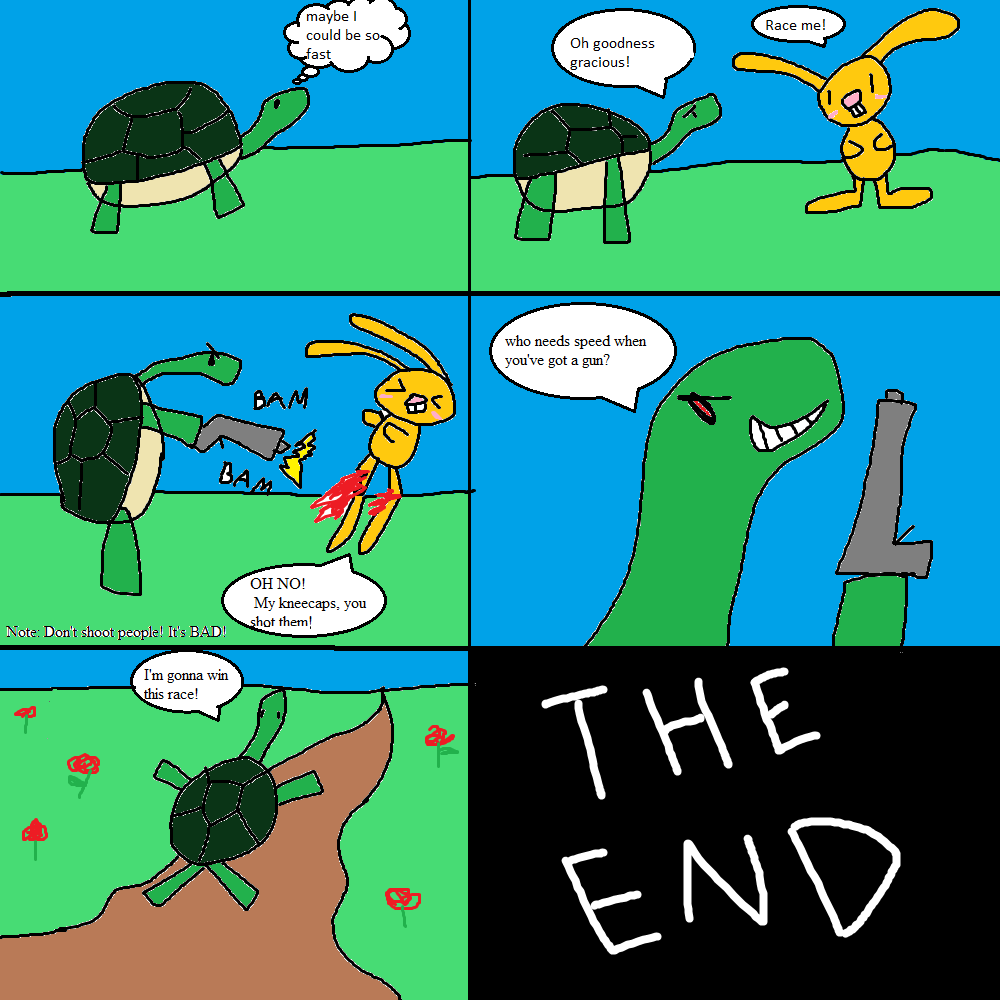 maybe I
could be so
fast
Oh goodness
gracious!
Race me!
BAM
BAM
OH NO!
My kneecaps, you
shot them!
Note: Don't shoot people! It's BAD!
who needs speed when
you've got a gun?
I'm gonna win
this race!
THE
END